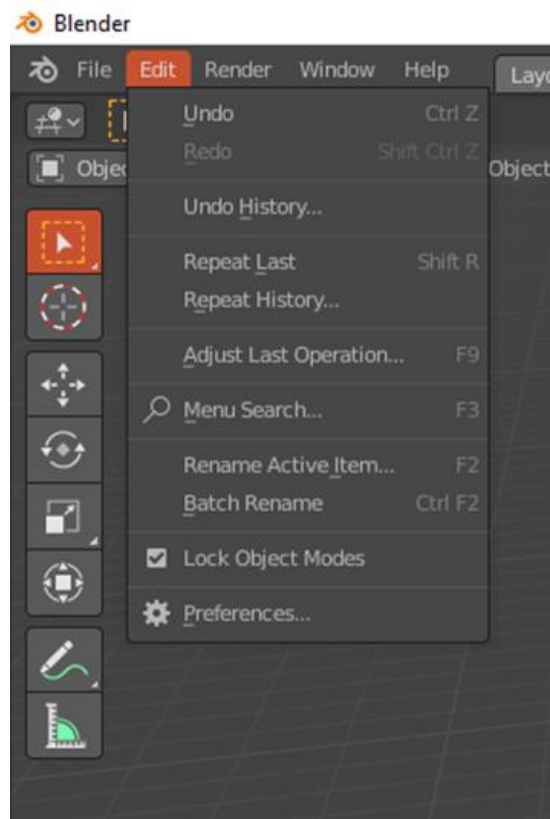 Blender
File Edit Render Window Help Layo
Undo Ctrl Z
Redo Shift Ctrl Z
Objec Object
Undo History...
Repeat Last Shift R
Repeat History...
Adjust Last Operation... F9
Menu Search... F3
Rename Active Item... F2
Batch Rename Ctrl F2
Lock Object Modes
Preferences...